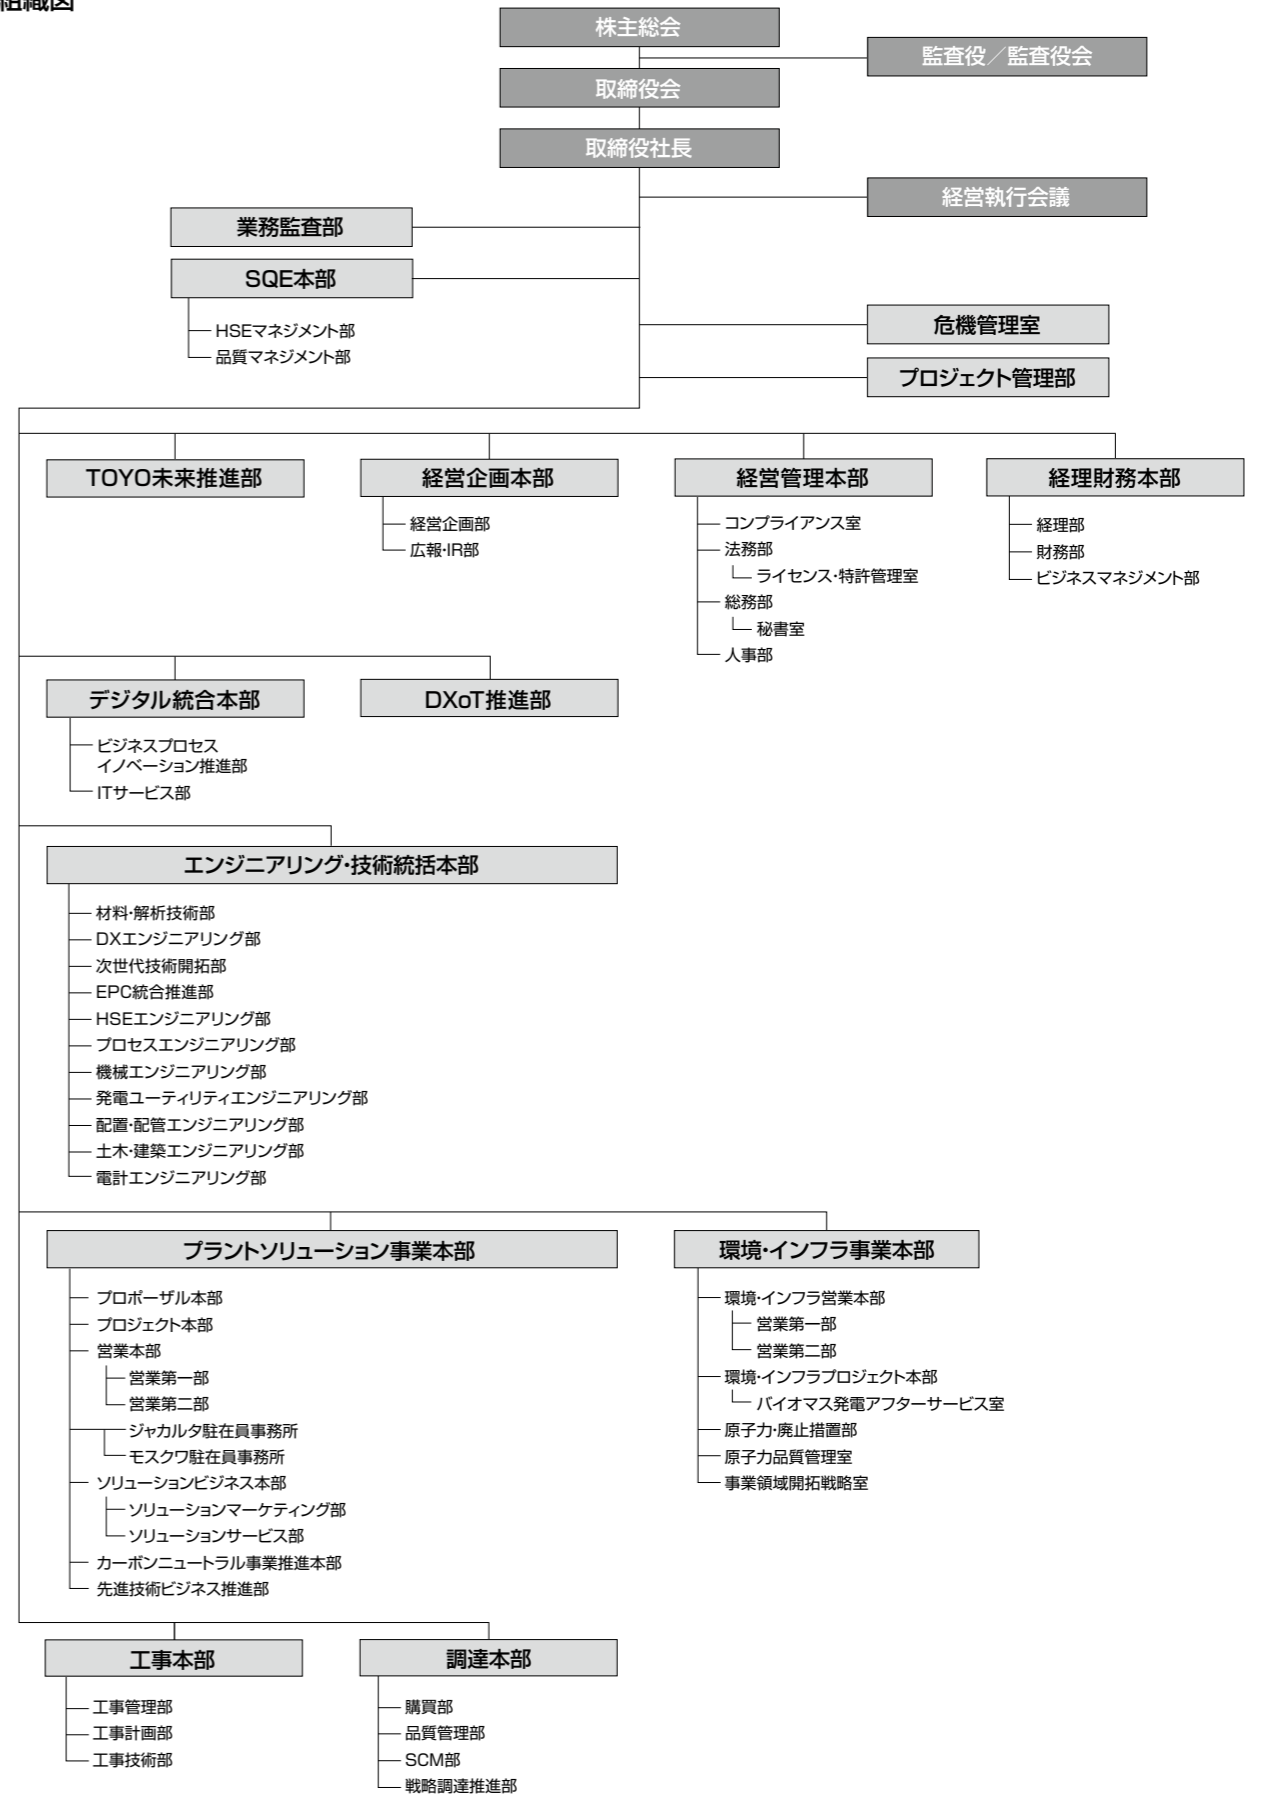 組織図
株主総会
監査役／監査役会
取締役会
取締役社長
経営執行会議
業務監査部
SQE本部
HSEマネジメント部
品質マネジメント部
危機管理室
プロジェクト管理部
TOYO未来推進部
経営企画本部
経営企画部
広報・IR部
経営管理本部
コンプライアンス室
法務部
ライセンス・特許管理室
総務部
秘書室
人事部
経理財務本部
経理部
財務部
ビジネスマネジメント部
デジタル統合本部
ビジネスプロセス
イノベーション推進部
ITサービス部
DXoT推進部
エンジニアリング・技術統括本部
材料・解析技術部
DXエンジニアリング部
次世代技術開拓部
EPC統合推進部
HSEエンジニアリング部
プロセスエンジニアリング部
機械エンジニアリング部
発電ユーティリティエンジニアリング部
配置・配管エンジニアリング部
土木・建築エンジニアリング部
電計エンジニアリング部
プラントソリューション事業本部
プロポーザル本部
プロジェクト本部
営業本部
営業第一部
営業第二部
ジャカルタ駐在員事務所
モスクワ駐在員事務所
ソリューションビジネス本部
ソリューションマーケティング部
ソリューションサービス部
カーボンニュートラル事業推進本部
先進技術ビジネス推進部
環境・インフラ事業本部
環境・インフラ営業本部
営業第一部
営業第二部
環境・インフラプロジェクト本部
バイオマス発電アフターサービス室
原子力・廃止措置部
原子力品質管理室
事業領域開拓戦略室
工事本部
工事管理部
工事計画部
工事技術部
調達本部
購買部
品質管理部
SCM部
戦略調達推進部